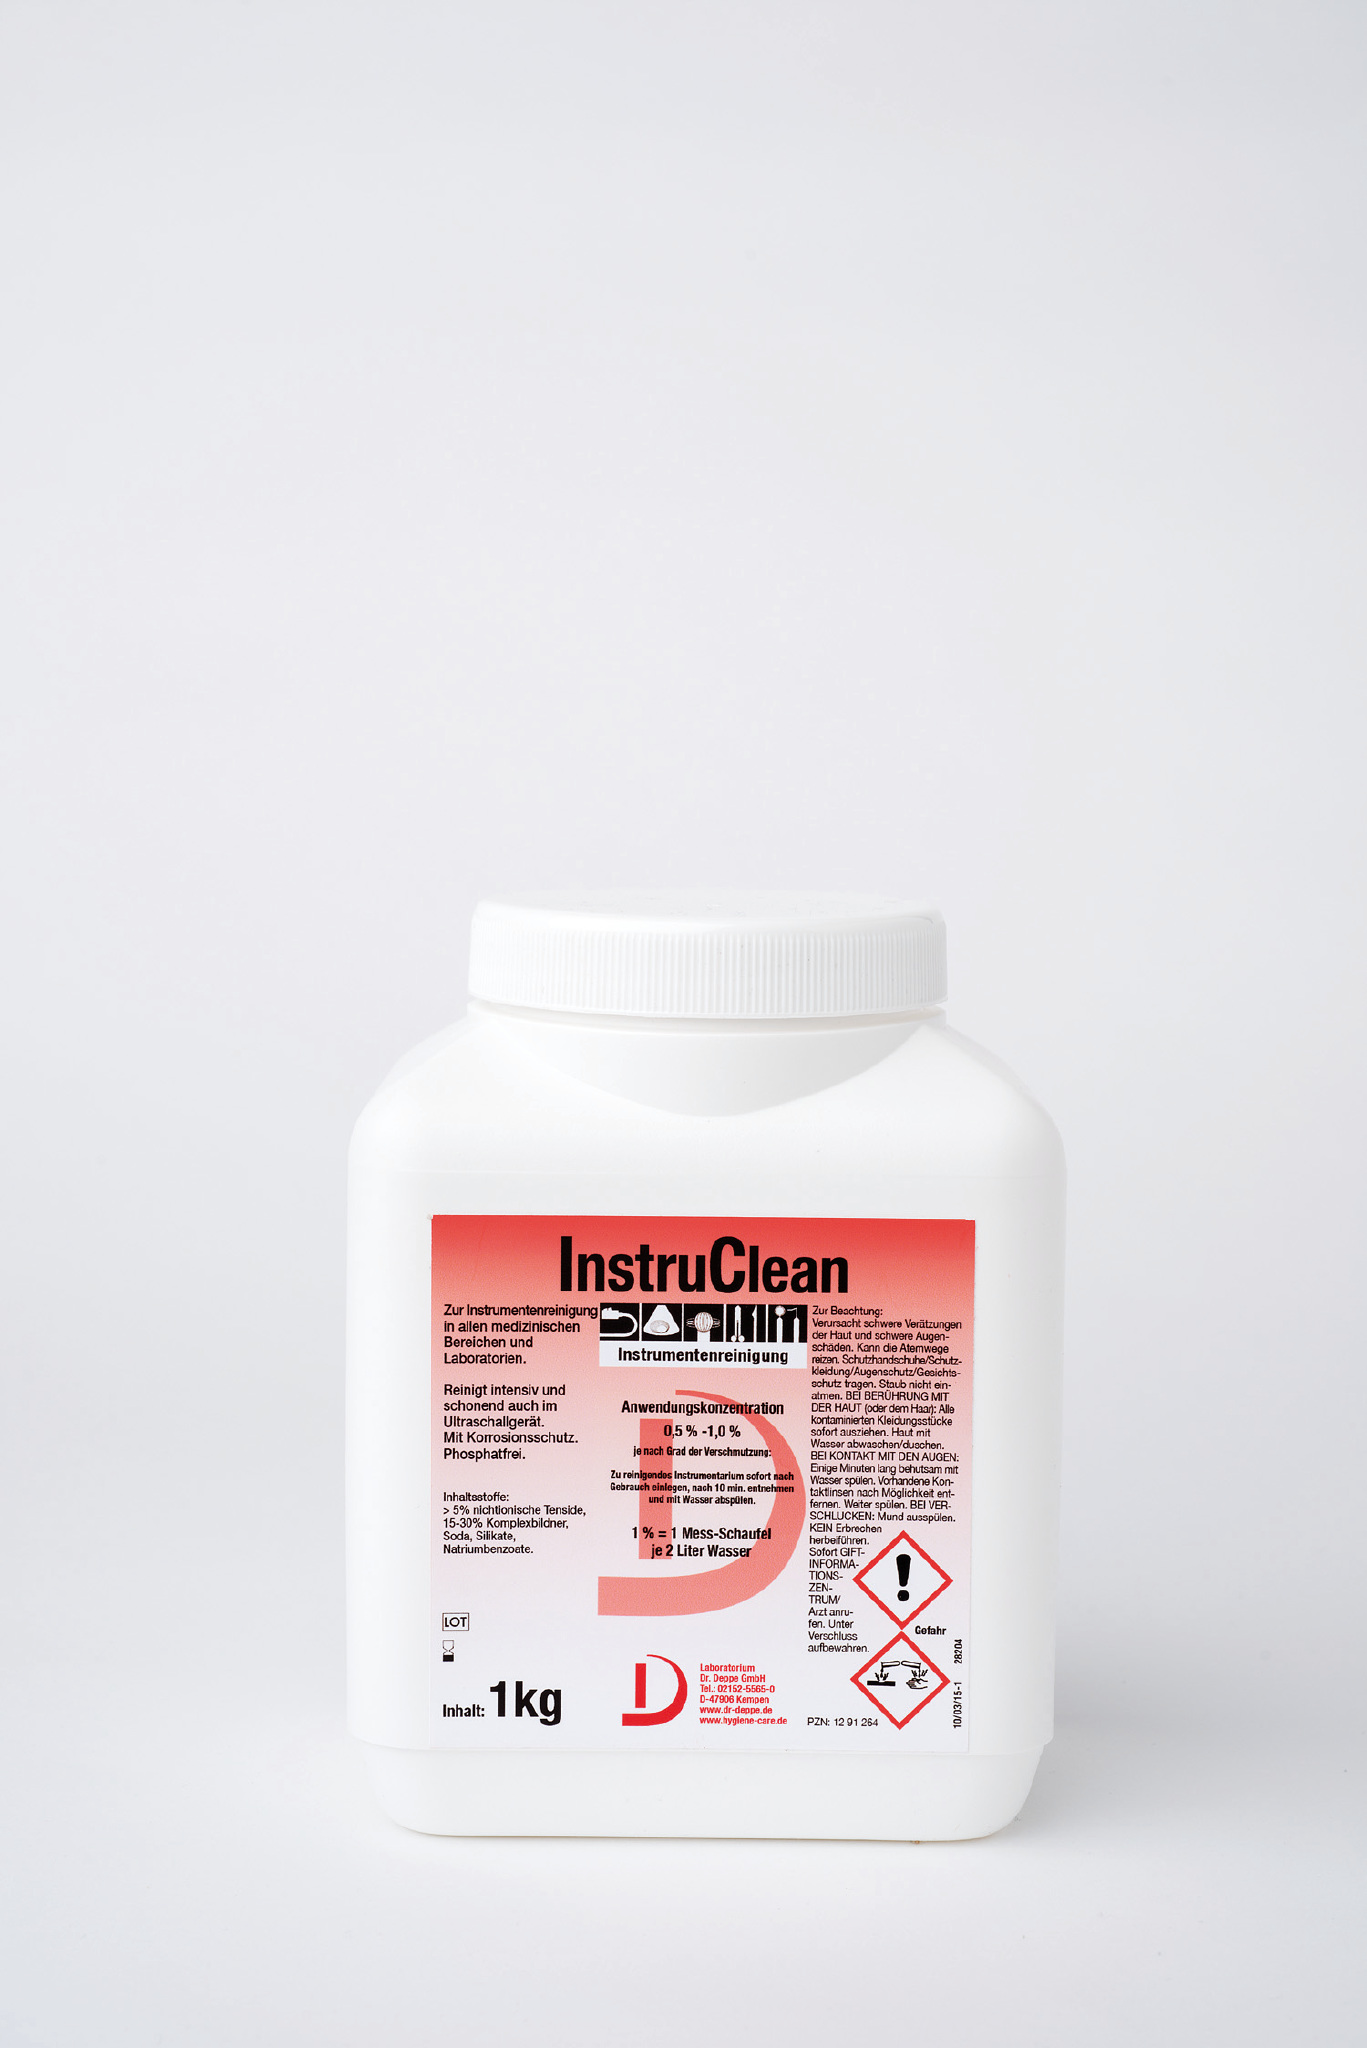 InstruClean
Zur Instrumentenreinigung
in allen medizinischen
Bereichen und
Laboratorien.
Reinigt intensiv und
schonend auch im
Ultraschallgerät.
Mit Korrosionsschutz.
Phosphatfrei.
Inhaltsstoffe:
> 5% nichtionische Tenside,
15-30% Komplexbildner,
Soda, Silikate,
Natriumbenzoate.
LOT
Inhalt: 1kg
Instrumentenreinigung
Anwendungskonzentration
0,5 % -1,0 %
je nach Grad der Verschmutzung:
Zu reinigendes Instrumentarium sofort nach
Gebrauch einlegen, nach 10 min. entnehmen
und mit Wasser abspülen.
1 % = 1 Mess-Schaufel
je 2 Liter Wasser
D
Laboratorium
Dr. Deppe GmbH
Tel.: 02152-5565-0
D-47906 Kempen
www.dr-deppe.de
www.hygiene-care.de
Zur Beachtung:
Verursacht schwere Verätzungen
der Haut und schwere Augen-
schäden. Kann die Atemwege
reizen. Schutzhandschuhe/Schutz-
kleidung/Augenschutz/Gesichts-
schutz tragen. Staub nicht ein-
atmen. BEI BERÜHRUNG MIT
DER HAUT (oder dem Haar): Alle
kontaminierten Kleidungsstücke
sofort ausziehen. Haut mit
Wasser abwaschen/duschen.
BEI KONTAKT MIT DEN AUGEN:
Einige Minuten lang behutsam mit
Wasser spülen. Vorhandene Kon-
taktlinsen nach Möglichkeit ent-
fernen. Weiter spülen. BEI VER-
SCHLUCKEN: Mund ausspülen.
KEIN Erbrechen
herbeiführen.
Sofort GIFT-
INFORMA-
TIONS-
ZEN-
TRUM/
Arzt anru-
fen. Unter
Verschluss
aufbewahren.
Gefahr
PZN: 12 91 264
10/03/15-1 28204